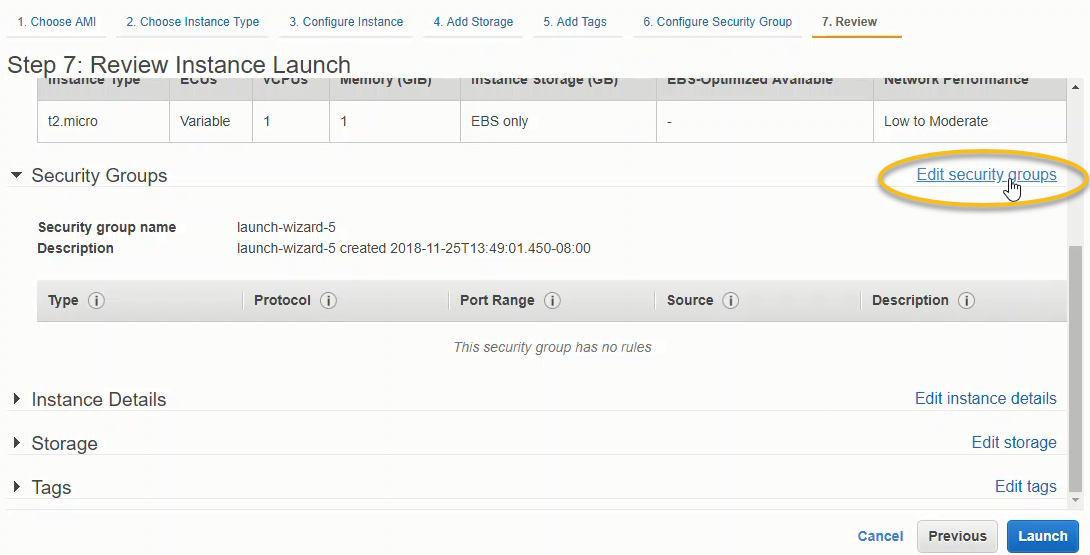 1. Choose AMI 2. Choose Instance Type 3. Configure Instance 4. Add Storage 5. Add Tags 6. Configure Security Group 7. Review
Step 7: Review Instance Launch
Instance Type ECUs vCPUs Memory (GiB) Instance Storage (GB) EBS-Optimized Available Network Performance
t2.micro Variable 1 1 EBS only - Low to Moderate
Security Groups Edit security groups
Security group name launch-wizard-5
Description launch-wizard-5 created 2018-11-25T13:49:01.450-08:00
Type i Protocol i Port Range i Source i Description i
This security group has no rules
Instance Details Edit instance details
Storage Edit storage
Tags Edit tags
Cancel Previous Launch